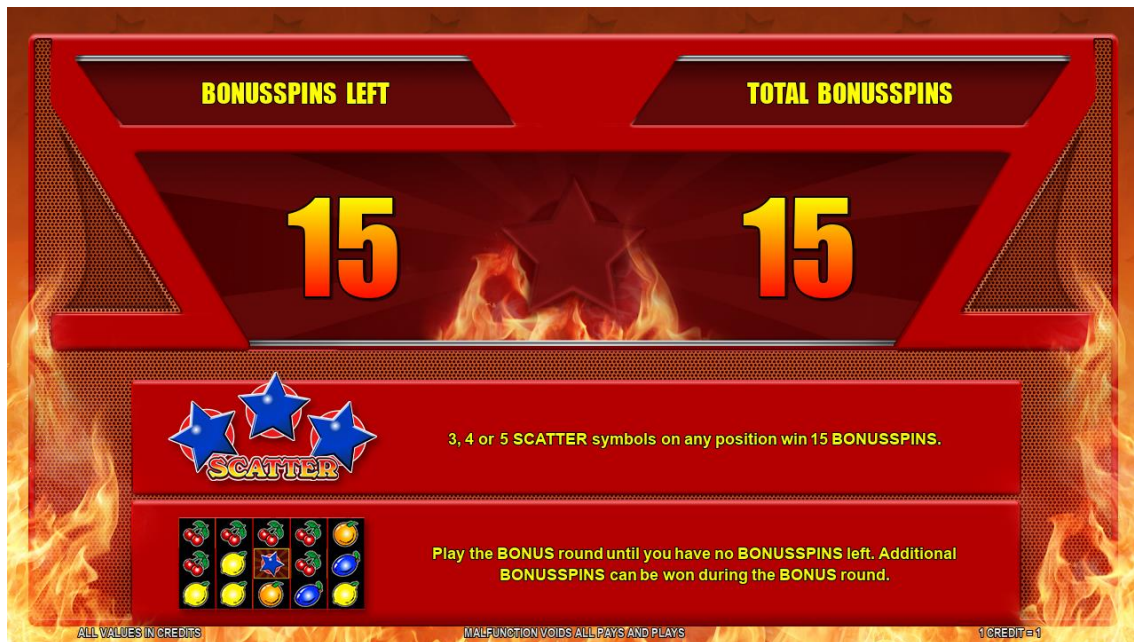 BONUSSPINS LEFT
TOTAL BONUSSPINS
15
15
SCATTER
3, 4 or 5 SCATTER symbols on any position win 15 BONUSSPINS.
Play the BONUS round until you have no BONUSSPINS left. Additional
BONUSSPINS can be won during the BONUS round.
ALL VALUES IN CREDITS
MALFUNCTION VOIDS ALL PAYS AND PLAYS
1 CREDIT = 1